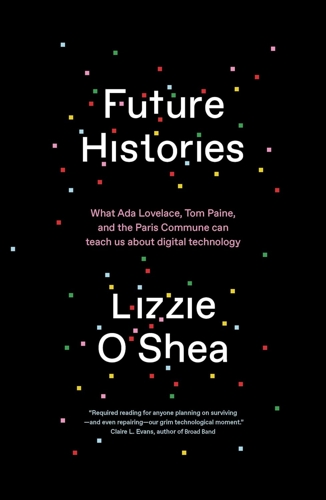 Future
Histories
What Ada Lovelace, Tom Paine,
and the Paris Commune can
teach us about digital technology
Lizzie
O Shea
“Required reading for anyone planning on surviving
—and even repairing—our grim technological moment.”
Claire L. Evans, author of Broad Band